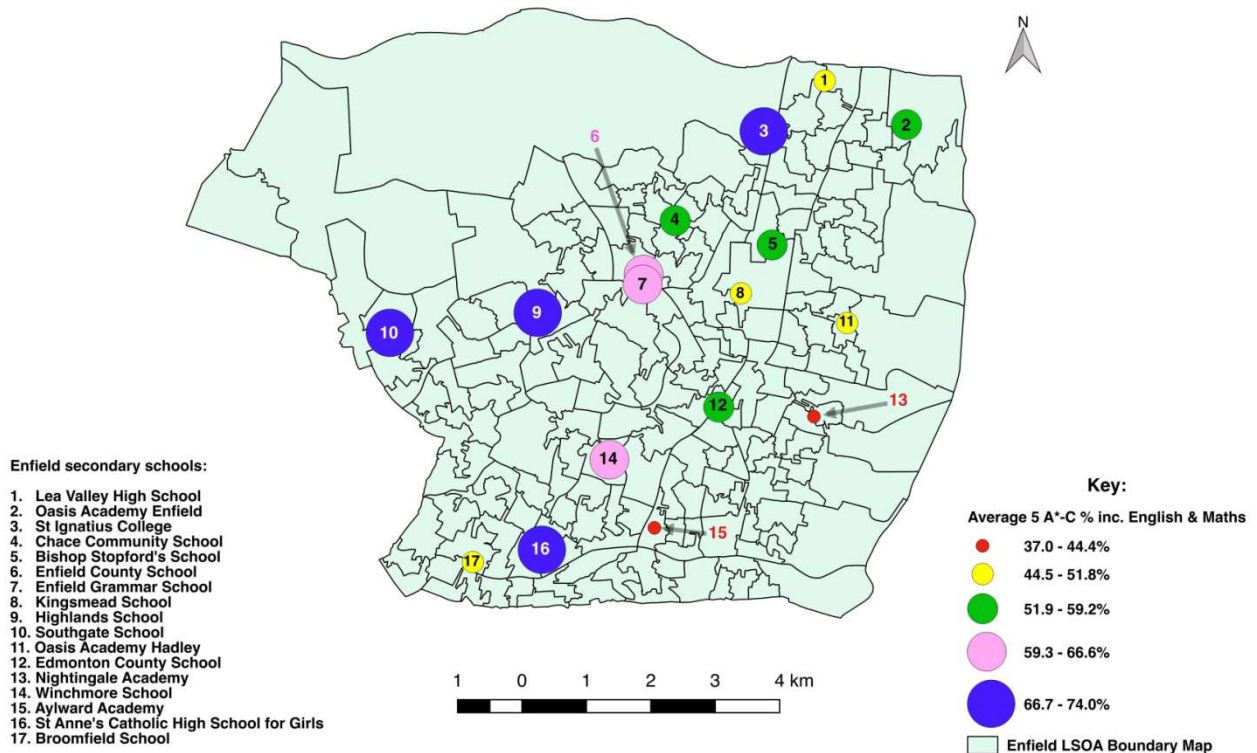 N
1
2
3
6
4
5
7
8
9
10
11
12
13
14
15
16
17
Enfield secondary schools:
1. Lea Valley High School
2. Oasis Academy Enfield
3. St Ignatius College
4. Chace Community School
5. Bishop Stopford's School
6. Enfield County School
7. Enfield Grammar School
8. Kingsmead School
9. Highlands School
10. Southgate School
11. Oasis Academy Hadley
12. Edmonton County School
13. Nightingale Academy
14. Winchmore School
15. Aylward Academy
16. St Anne's Catholic High School for Girls
17. Broomfield School
1 0 1 2 3 4 km
Key:
Average 5 A*-C % inc. English & Maths
37.0 - 44.4%
44.5 - 51.8%
51.9 - 59.2%
59.3 - 66.6%
66.7 - 74.0%
Enfield LSOA Boundary Map